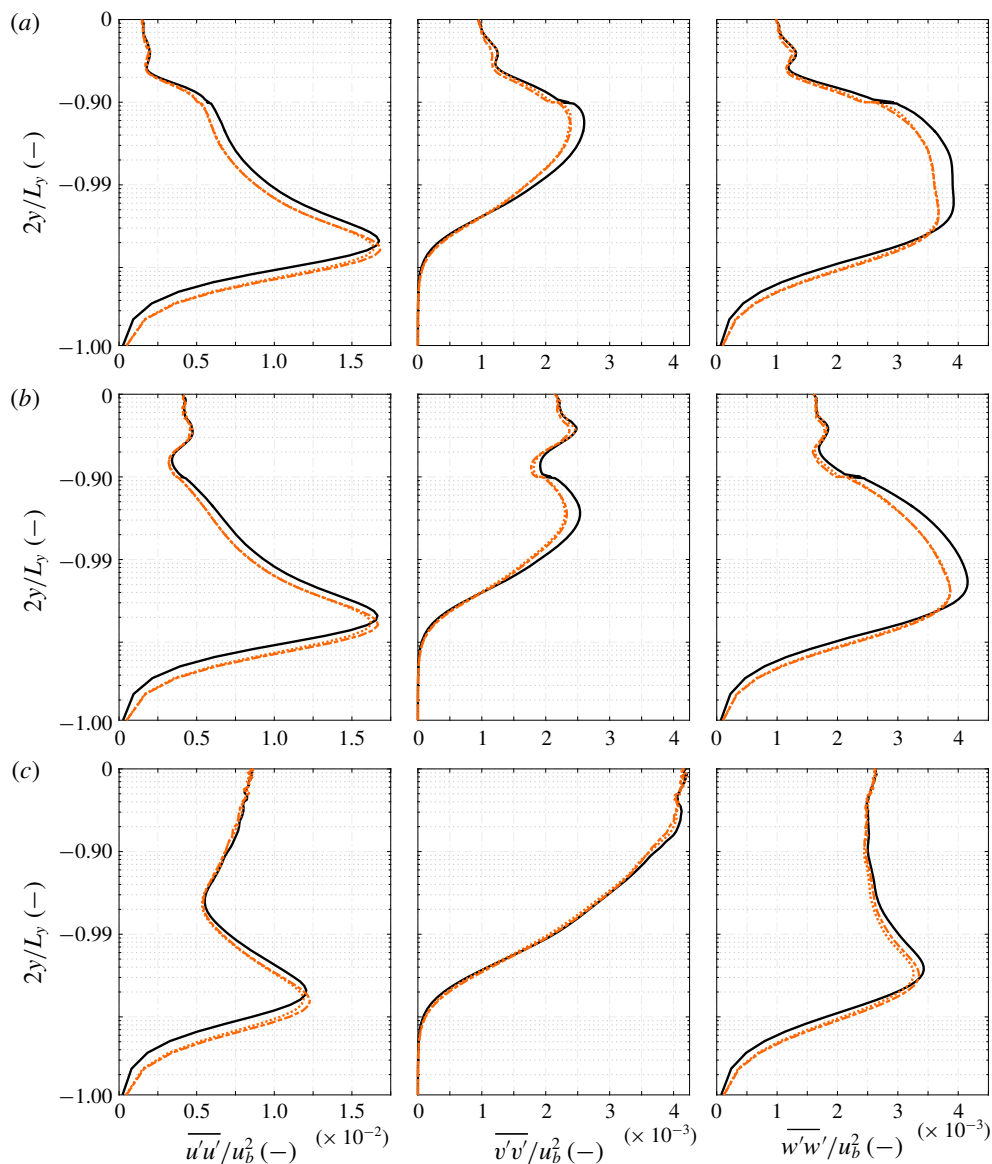 (a)
0
−0.90
−0.99
−1.00
2y/L_y (−)
0 0.5 1.0 1.5
0 1 2 3 4
0 1 2 3 4
(b)
0
−0.90
−0.99
−1.00
2y/L_y (−)
0 0.5 1.0 1.5
0 1 2 3 4
0 1 2 3 4
(c)
0
−0.90
−0.99
−1.00
2y/L_y (−)
0 0.5 1.0 1.5
0 1 2 3 4
0 1 2 3 4
u′u′/u_b^2 (−) (× 10^−2)
v′v′/u_b^2 (−) (× 10^−3)
w′w′/u_b^2 (−) (× 10^−3)